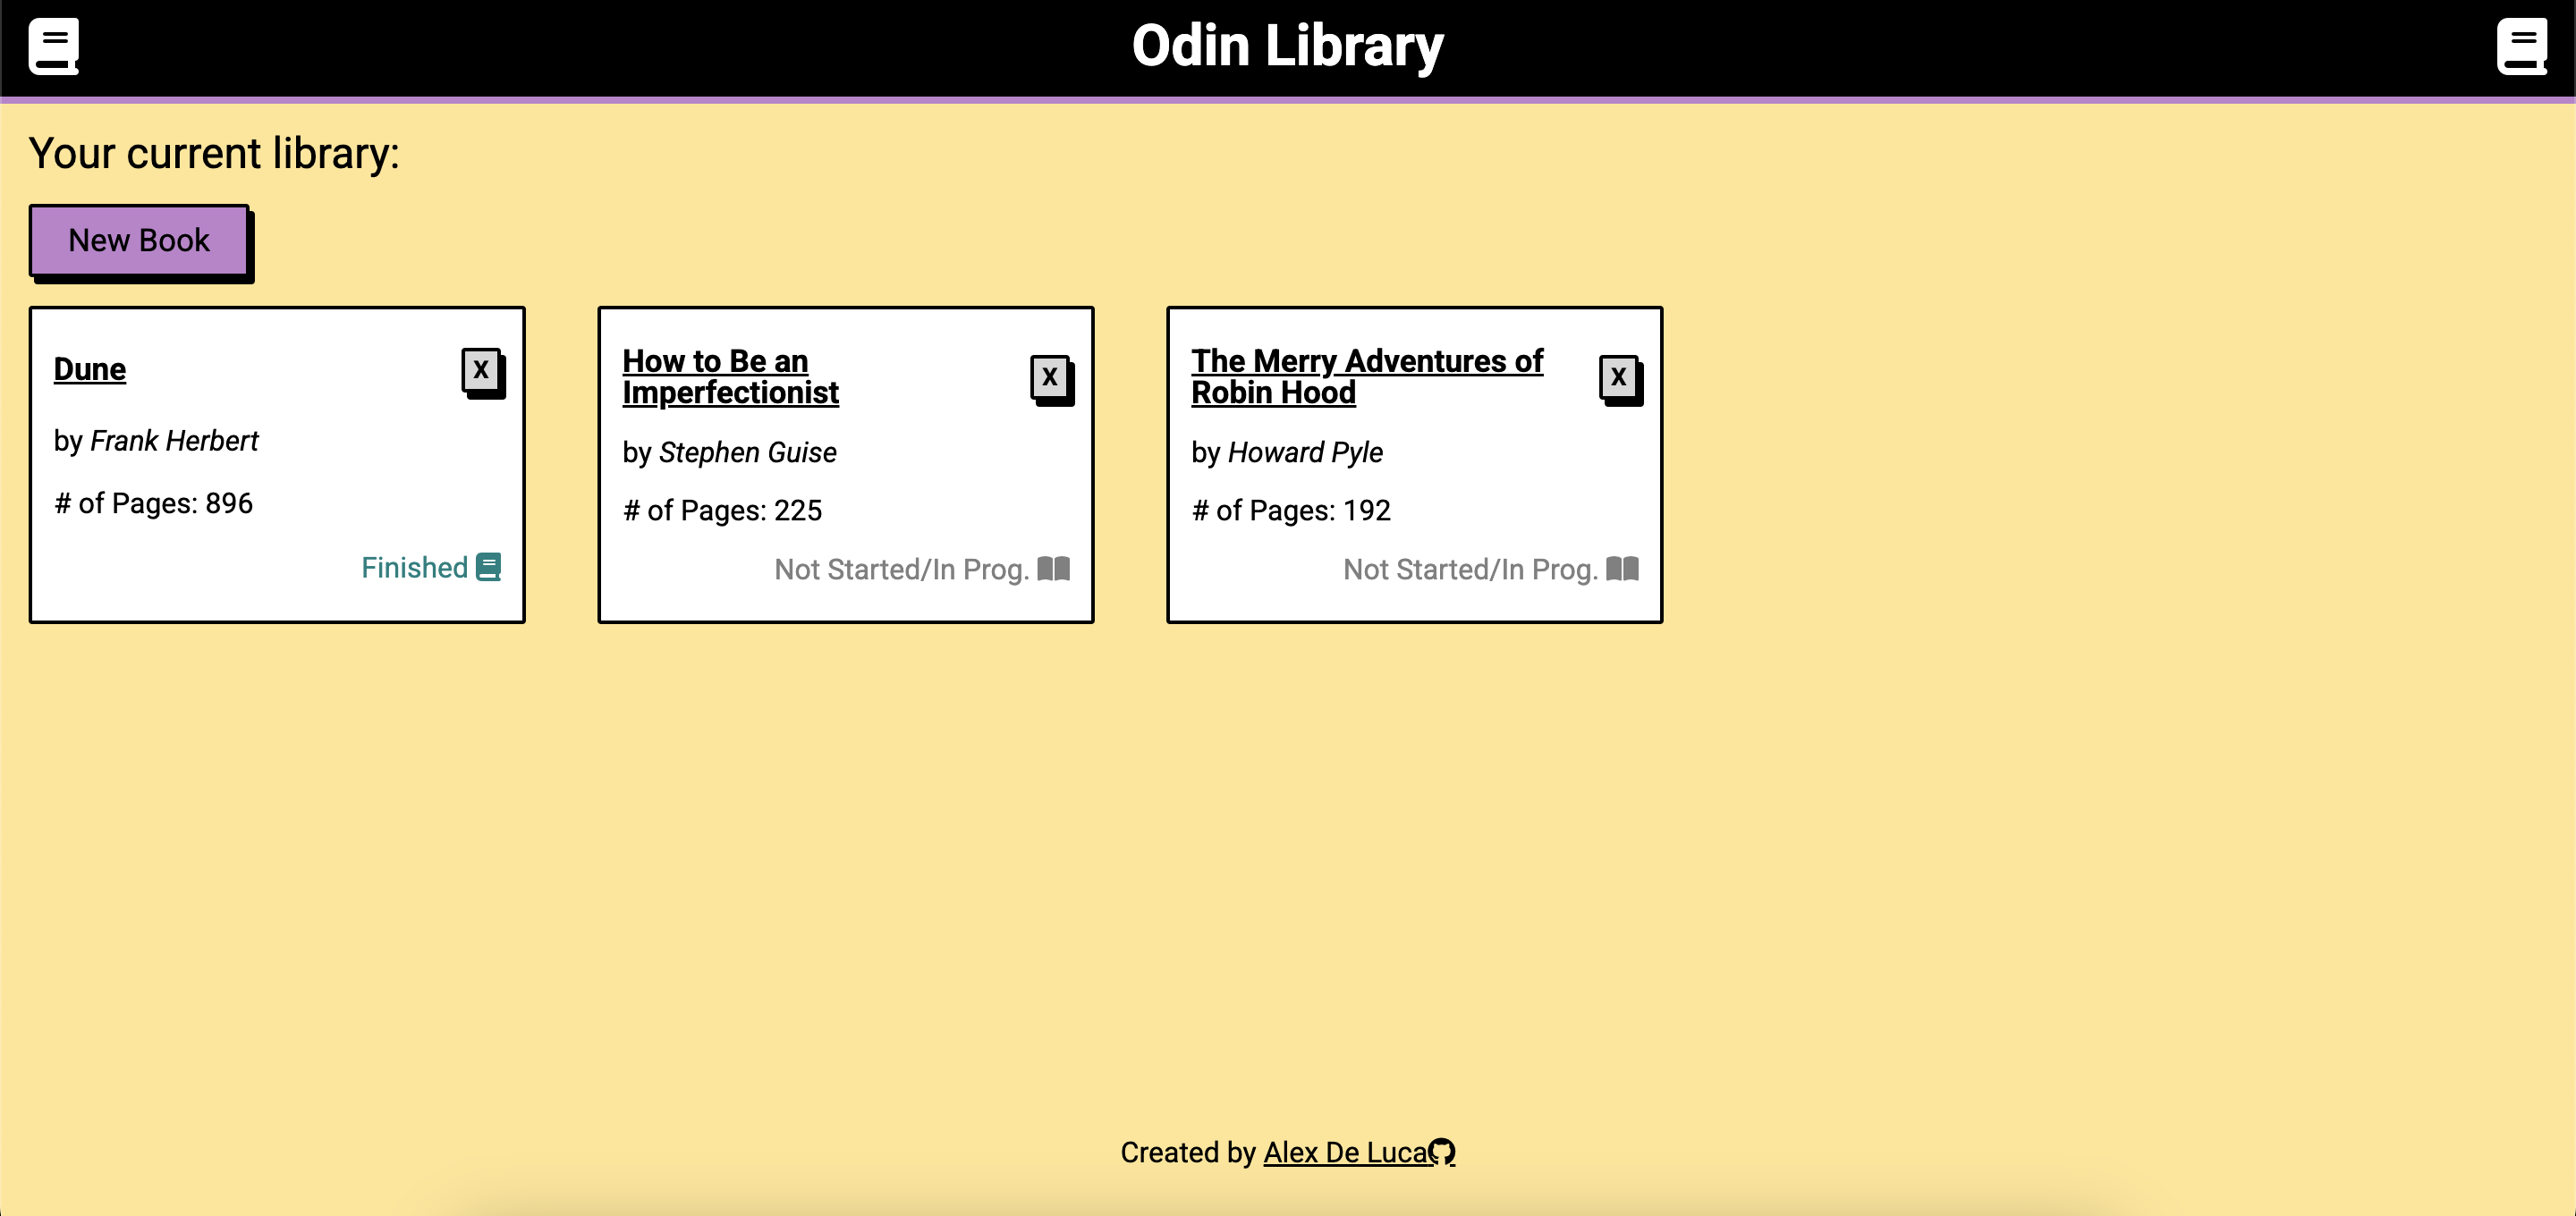 Odin Library
Your current library:
New Book
Dune
X
by Frank Herbert
# of Pages: 896
Finished
How to Be an
Imperfectionist
X
by Stephen Guise
# of Pages: 225
Not Started/In Prog.
The Merry Adventures of
Robin Hood
X
by Howard Pyle
# of Pages: 192
Not Started/In Prog.
Created by Alex De Luca